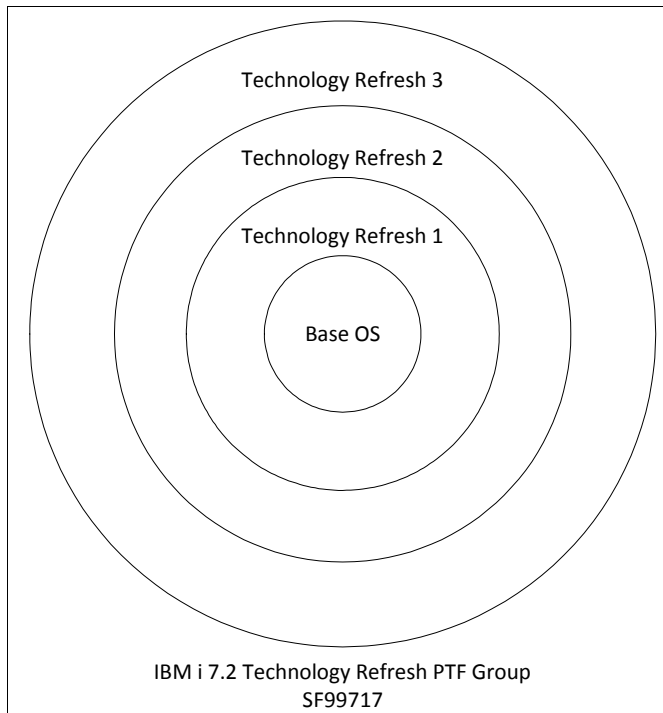 Technology Refresh 3
Technology Refresh 2
Technology Refresh 1
Base OS
IBM i 7.2 Technology Refresh PTF Group
SF99717